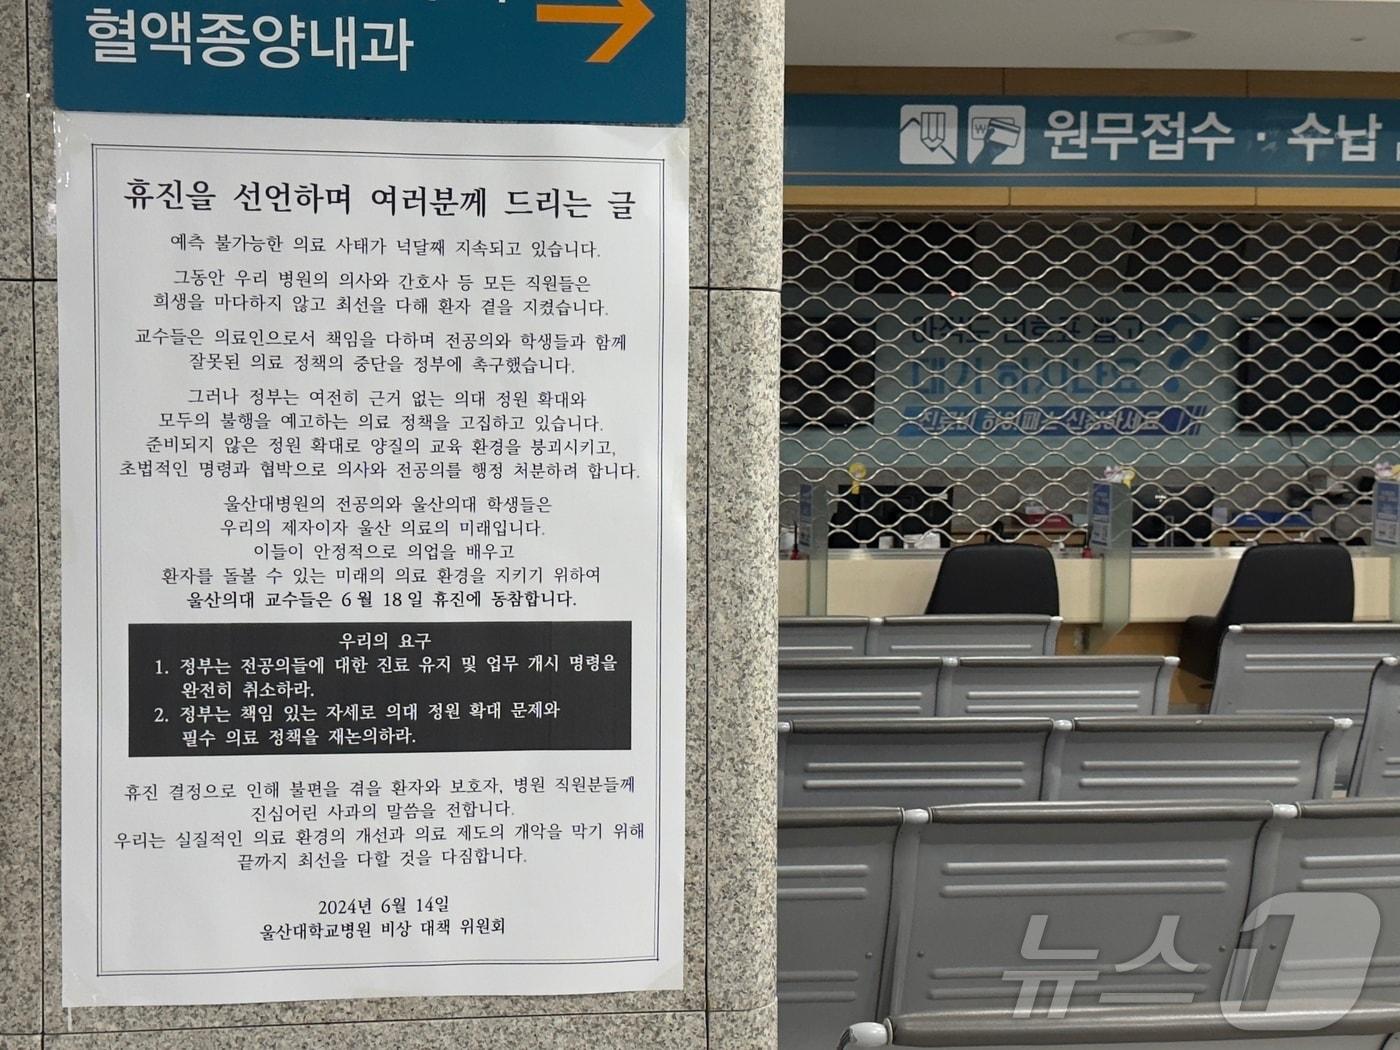 혈액종양내과
휴진을 선언하며 여러분께 드리는 글
예측 불가능한 의료 사태가 넉달째 지속되고 있습니다.
그동안 우리 병원의 의사와 간호사 등 모든 직원들은
희생을 마다하지 않고 최선을 다해 환자 곁을 지켰습니다.
교수들은 의료인으로서 책임을 다하며 전공의와 학생들과 함께
잘못된 의료 정책의 중단을 정부에 촉구했습니다.
그러나 정부는 여전히 근거 없는 의대 정원 확대와
모두의 불행을 예고하는 의료 정책을 고집하고 있습니다.
준비되지 않은 정원 확대로 양질의 교육 환경을 붕괴시키고,
초법적인 명령과 협박으로 의사와 전공의를 행정 처분하려 합니다.
울산대병원의 전공의와 울산의대 학생들은
우리의 제자이자 울산 의료의 미래입니다.
이들이 안정적으로 의업을 배우고
환자를 돌볼 수 있는 미래의 의료 환경을 지키기 위하여
울산의대 교수들은 6월 18일 휴진에 동참합니다.
우리의 요구
1. 정부는 전공의들에 대한 진료 유지 및 업무 개시 명령을
완전히 취소하라.
2. 정부는 책임 있는 자세로 의대 정원 확대 문제와
필수 의료 정책을 재논의하라.
휴진 결정으로 인해 불편을 겪을 환자와 보호자, 병원 직원분들께
진심어린 사과의 말씀을 전합니다.
우리는 실질적인 의료 환경의 개선과 의료 제도의 개악을 막기 위해
끝까지 최선을 다할 것을 다짐합니다.
2024년 6월 14일
울산대학교병원 비상 대책 위원회
원무접수 · 수납
아직도 번호표 뽑고
대기 하시나요?
진료비 하이패스 신청하세요
뉴스1